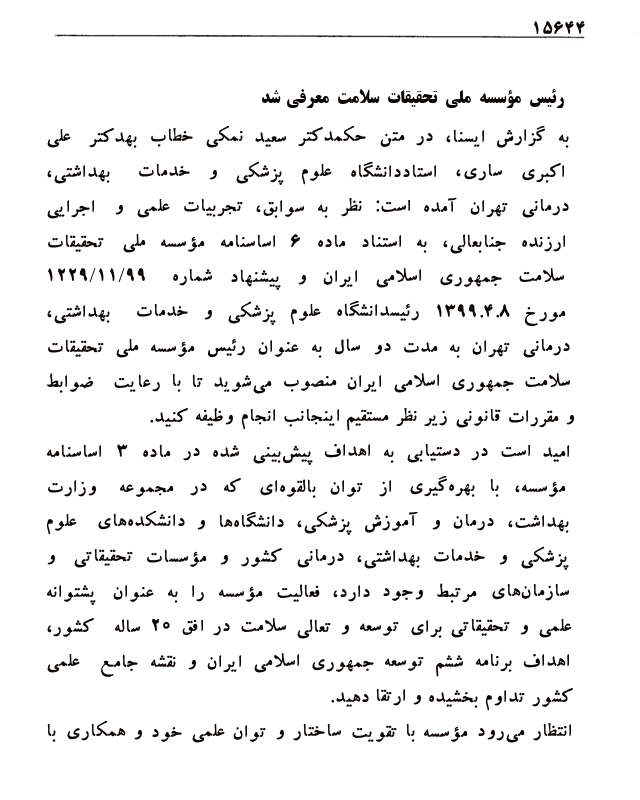 ۱۵۶۴۴
رئیس مؤسسه ملی تحقیقات سلامت معرفی شد
به گزارش ایسنا، در متن حکمدکتر سعید نمکی خطاب بهدکتر علی
اکبری ساری، استاددانشگاه علوم پزشکی و خدمات بهداشتی،
درمانی تهران آمده است: نظر به سوابق، تجربیات علمی و اجرایی
ارزنده جنابعالی، به استناد ماده ۶ اساسنامه مؤسسه ملی تحقیقات
سلامت جمهوری اسلامی ایران و پیشنهاد شماره ۱۲۲۹/۱۱/۹۹
مورخ ۱۳۹۹.۴.۸ رئیسدانشگاه علوم پزشکی و خدمات بهداشتی،
درمانی تهران به مدت دو سال به عنوان رئیس مؤسسه ملی تحقیقات
سلامت جمهوری اسلامی ایران منصوب می‌شوید تا با رعایت ضوابط
و مقررات قانونی زیر نظر مستقیم اینجانب انجام وظیفه کنید.
امید است در دستیابی به اهداف پیش‌بینی شده در ماده ۳ اساسنامه
مؤسسه، با بهره‌گیری از توان بالقوه‌ای که در مجموعه وزارت
بهداشت، درمان و آموزش پزشکی، دانشگاه‌ها و دانشکده‌های علوم
پزشکی و خدمات بهداشتی، درمانی کشور و مؤسسات تحقیقاتی و
سازمان‌های مرتبط وجود دارد، فعالیت مؤسسه را به عنوان پشتوانه
علمی و تحقیقاتی برای توسعه و تعالی سلامت در افق ۲۰ ساله کشور،
اهداف برنامه ششم توسعه جمهوری اسلامی ایران و نقشه جامع علمی
کشور تداوم بخشیده و ارتقا دهید.
انتظار می‌رود مؤسسه با تقویت ساختار و توان علمی خود و همکاری با